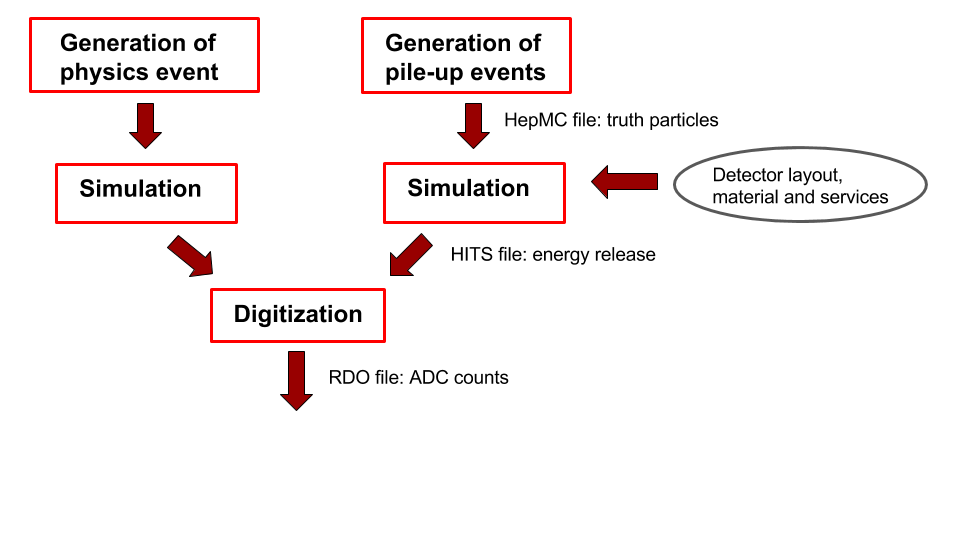 Generation of
physics event
Generation of
pile-up events
HepMC file: truth particles
Simulation
Simulation
Detector layout,
material and services
HITS file: energy release
Digitization
RDO file: ADC counts